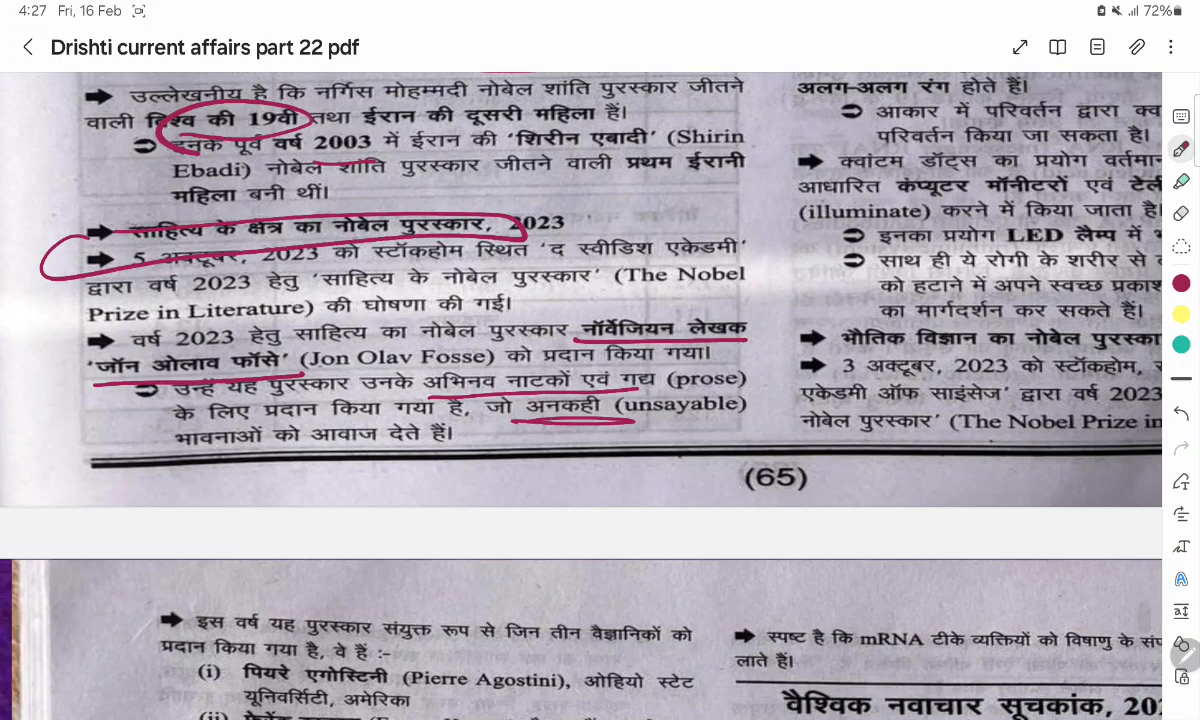 4:27 Fri, 16 Feb
72%
Drishti current affairs part 22 pdf
उल्लेखनीय है कि नर्गिस मोहम्मदी नोबेल शांति पुरस्कार जीतने
वाली विश्व की 19वीं तथा ईरान की दूसरी महिला हैं।
इनके पूर्व वर्ष 2003 में ईरान की 'शिरीन एबादी' (Shirin
Ebadi) नोबेल शांति पुरस्कार जीतने वाली प्रथम ईरानी
महिला बनी थीं।
साहित्य के क्षेत्र का नोबेल पुरस्कार, 2023
5 अक्टूबर, 2023 को स्टॉकहोम स्थित 'द स्वीडिश एकेडमी'
द्वारा वर्ष 2023 हेतु 'साहित्य के नोबेल पुरस्कार' (The Nobel
Prize in Literature) की घोषणा की गई।
वर्ष 2023 हेतु साहित्य का नोबेल पुरस्कार नॉर्वेजियन लेखक
'जॉन ओलाव फॉसे' (Jon Olav Fosse) को प्रदान किया गया।
उन्हें यह पुरस्कार उनके अभिनव नाटकों एवं गद्य (prose)
के लिए प्रदान किया गया है, जो अनकही (unsayable)
भावनाओं को आवाज देते हैं।
अलग-अलग रंग होते हैं।
आकार में परिवर्तन द्वारा
परिवर्तन किया जा सकता है।
क्वांटम डॉट्स का प्रयोग
आधारित कंप्यूटर मॉनीटरों एवं
(illuminate) करने में किया जाता है।
इनका प्रयोग LED लैम्प में
साथ ही ये रोगी के शरीर से
को हटाने में अपने स्वच्छ
का मार्गदर्शन कर सकते हैं।
भौतिक विज्ञान का नोबेल
3 अक्टूबर, 2023 को स्टॉकहोम,
एकेडमी ऑफ साइंसेज' द्वारा वर्ष 2023
नोबेल पुरस्कार' (The Nobel Prize in
(65)
इस वर्ष यह पुरस्कार संयुक्त रूप से जिन तीन वैज्ञानिकों को
प्रदान किया गया है, वे हैं :-
(i) पियरे एगोस्टिनी (Pierre Agostini), ओहियो स्टेट
यूनिवर्सिटी, अमेरिका
स्पष्ट है कि mRNA टीके व्यक्तियों को विषाणु के
लाते हैं।
वैश्विक नवाचार सूचकांक,